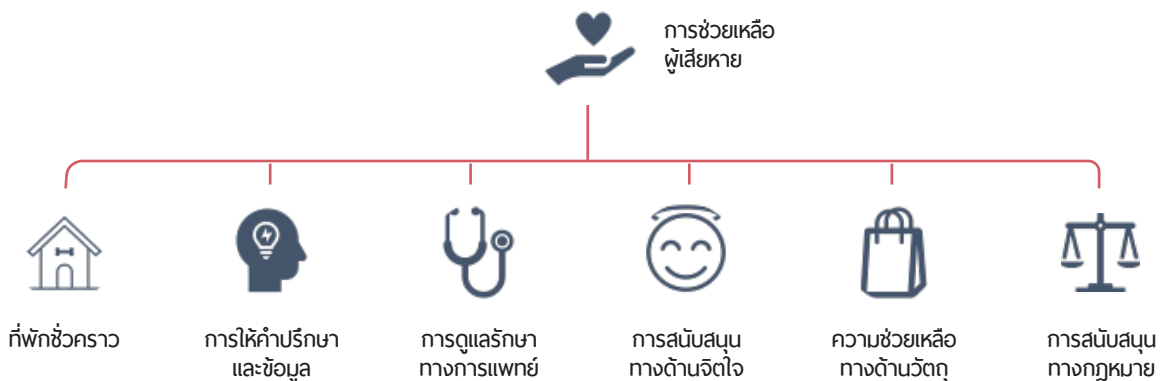 การช่วยเหลือ
ผู้เสียหาย
ที่พักชั่วคราว
การให้คำปรึกษา
และข้อมูล
การดูแลรักษา
ทางการแพทย์
การสนับสนุน
ทางด้านจิตใจ
ความช่วยเหลือ
ทางด้านวัตถุ
การสนับสนุน
ทางกฎหมาย